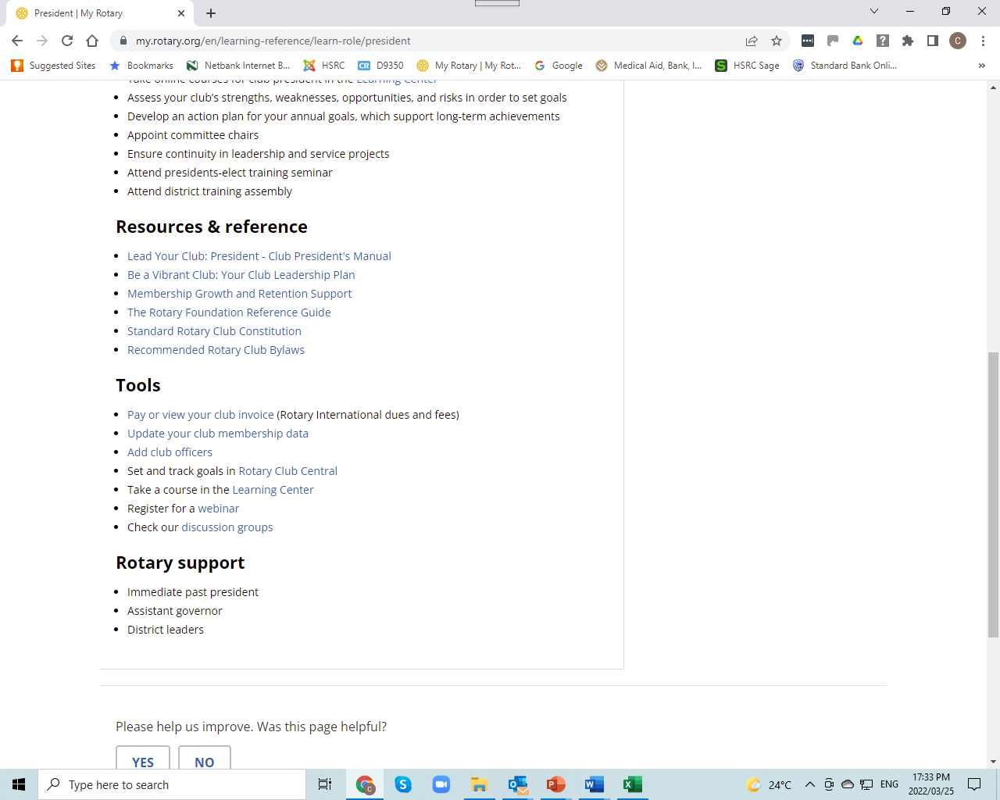 President | My Rotary
my.rotary.org/en/learning-reference/learn-role/president
C
Suggested Sites Bookmarks Netbank Internet B... HSRC D9350 My Rotary | My Rot... Google Medical Aid, Bank, I... HSRC Sage Standard Bank Onli... »
Take online courses for club president in the Learning Center
• Assess your club’s strengths, weaknesses, opportunities, and risks in order to set goals
• Develop an action plan for your annual goals, which support long-term achievements
• Appoint committee chairs
• Ensure continuity in leadership and service projects
• Attend presidents-elect training seminar
• Attend district training assembly
Resources & reference
• Lead Your Club: President - Club President's Manual
• Be a Vibrant Club: Your Club Leadership Plan
• Membership Growth and Retention Support
• The Rotary Foundation Reference Guide
• Standard Rotary Club Constitution
• Recommended Rotary Club Bylaws
Tools
• Pay or view your club invoice (Rotary International dues and fees)
• Update your club membership data
• Add club officers
• Set and track goals in Rotary Club Central
• Take a course in the Learning Center
• Register for a webinar
• Check our discussion groups
Rotary support
• Immediate past president
• Assistant governor
• District leaders
Please help us improve. Was this page helpful?
YES NO
Type here to search
24°C
ENG
17:33 PM
2022/03/25